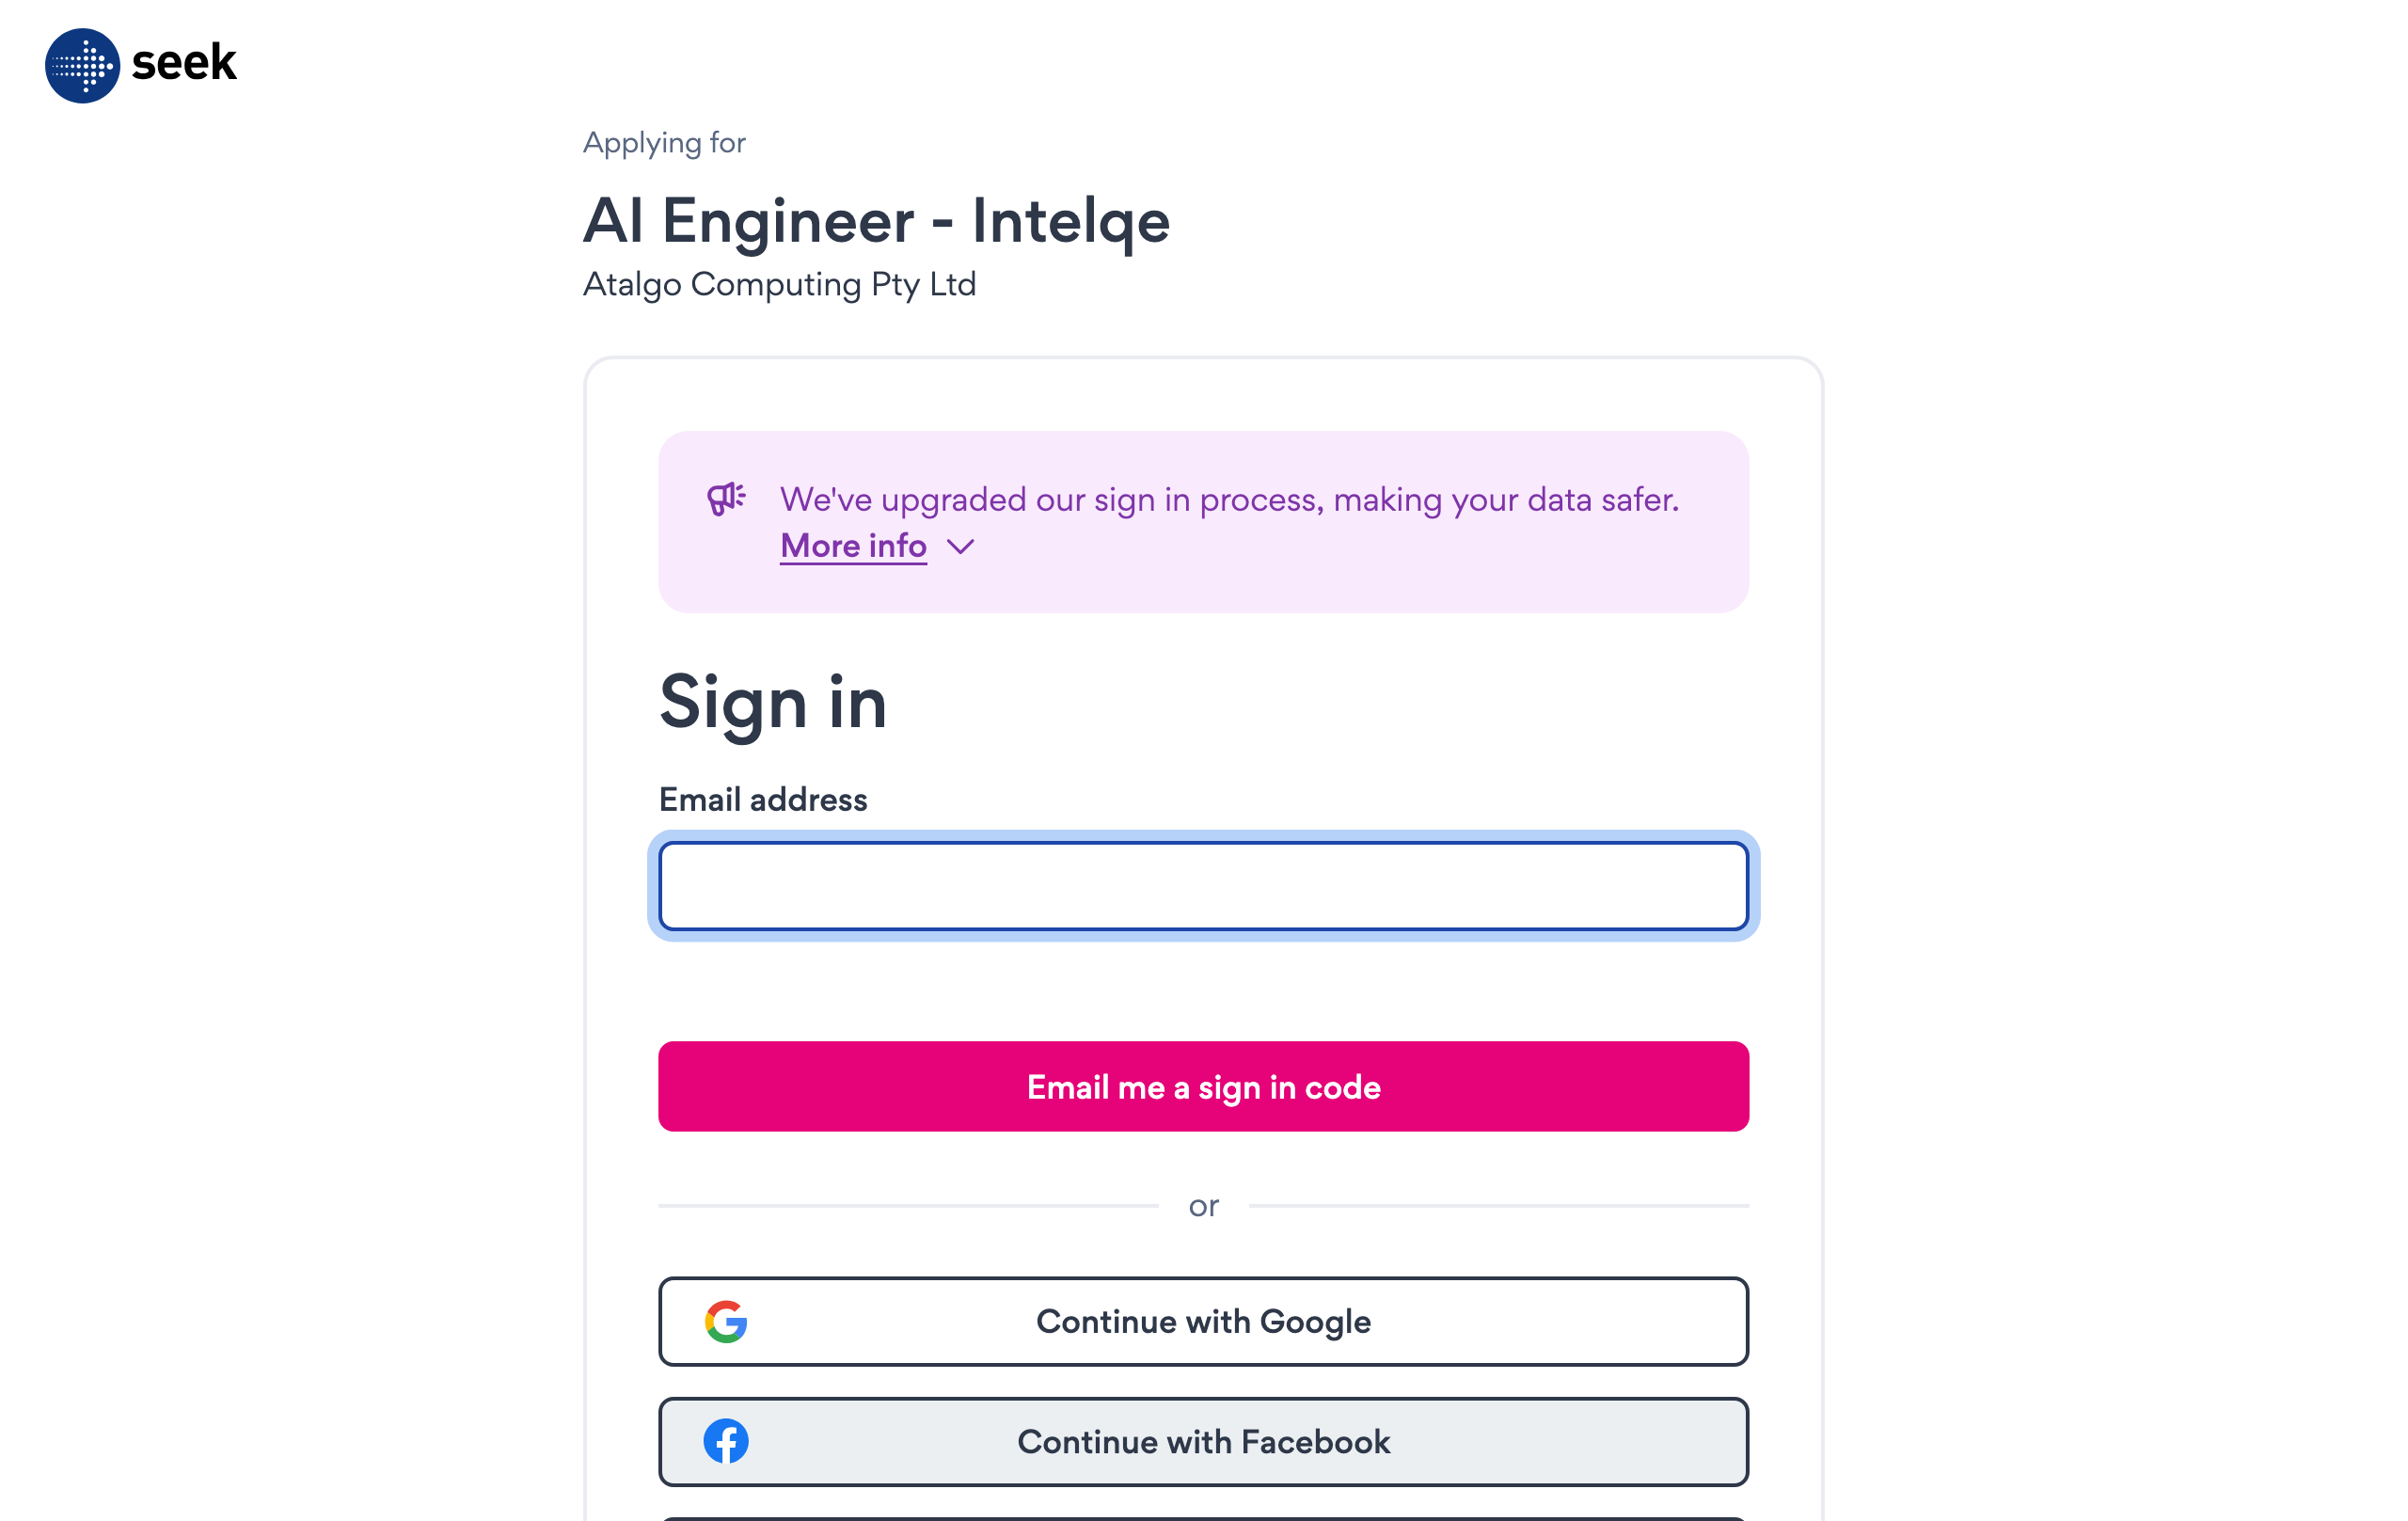 seek
Applying for
AI Engineer - Intelqe
Atalgo Computing Pty Ltd
We've upgraded our sign in process, making your data safer.
More info
Sign in
Email address
Email me a sign in code
or
Continue with Google
Continue with Facebook